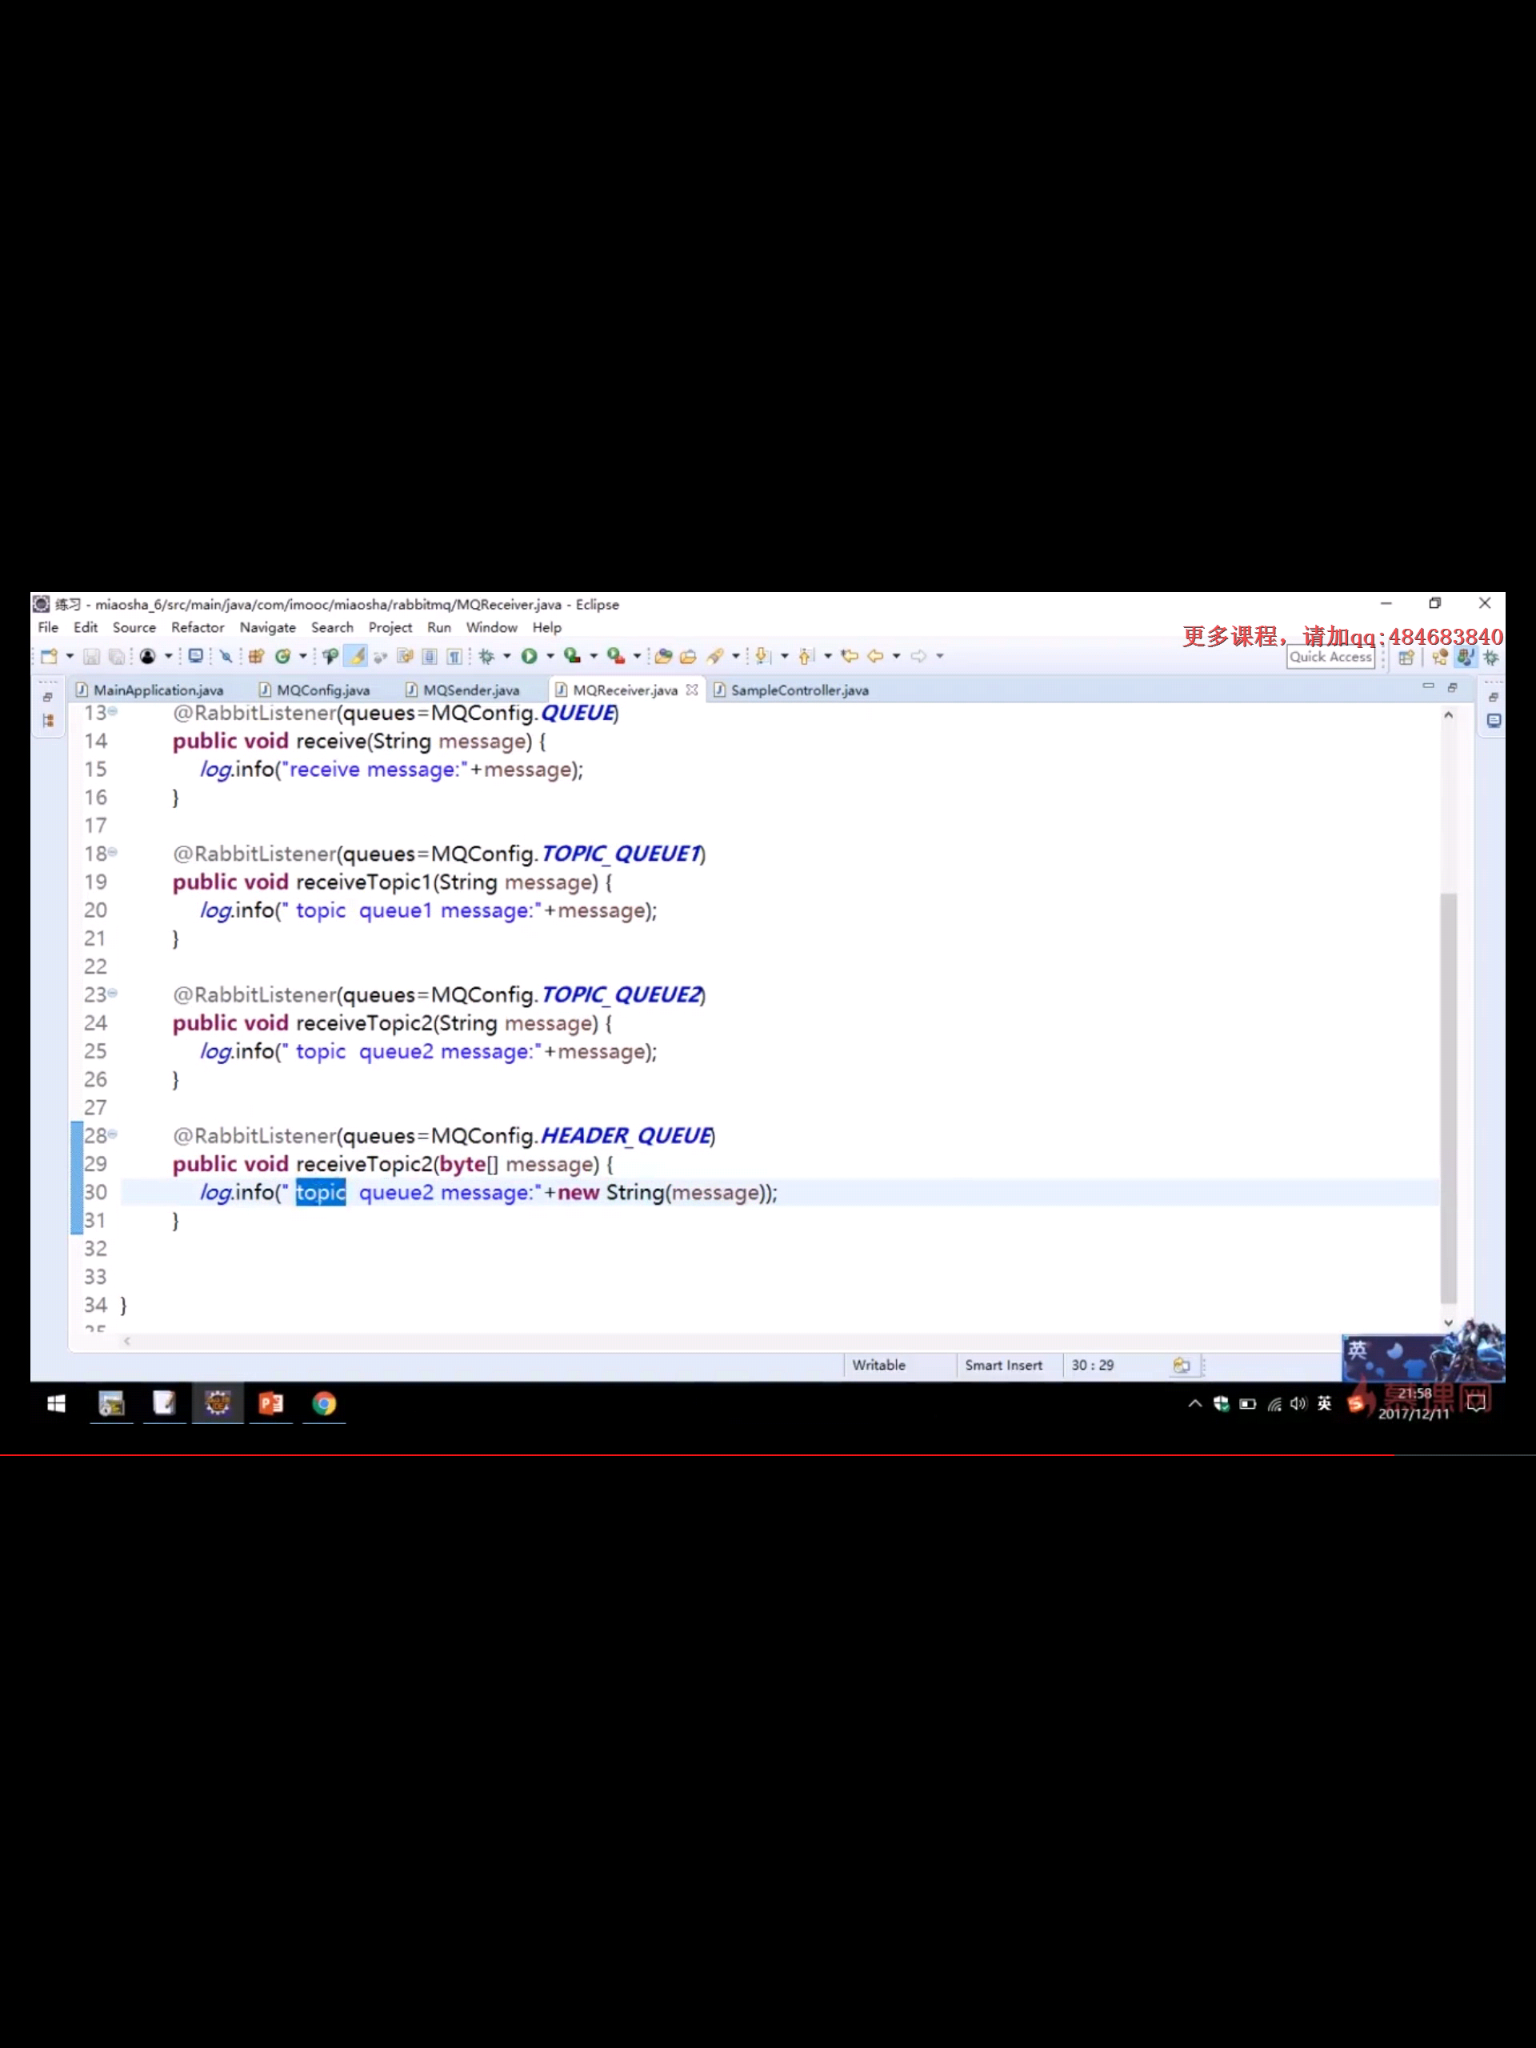 练习 - miaosha_6/src/main/java/com/imooc/miaosha/rabbitmq/MQReceiver.java - Eclipse
File Edit Source Refactor Navigate Search Project Run Window Help
更多课程，请加qq:484683840
Quick Access
MainApplication.java MQConfig.java MQSender.java MQReceiver.java SampleController.java
13 @RabbitListener(queues=MQConfig.QUEUE)
14 public void receive(String message) {
15 log.info("receive message:"+message);
16 }
17
18 @RabbitListener(queues=MQConfig.TOPIC_QUEUE1)
19 public void receiveTopic1(String message) {
20 log.info(" topic  queue1 message:"+message);
21 }
22
23 @RabbitListener(queues=MQConfig.TOPIC_QUEUE2)
24 public void receiveTopic2(String message) {
25 log.info(" topic  queue2 message:"+message);
26 }
27
28 @RabbitListener(queues=MQConfig.HEADER_QUEUE)
29 public void receiveTopic2(byte[] message) {
30 log.info(" topic  queue2 message:"+new String(message));
31 }
32
33
34 }
35
Writable Smart Insert 30 : 29
英
英 21:58
慕课网
2017/12/11